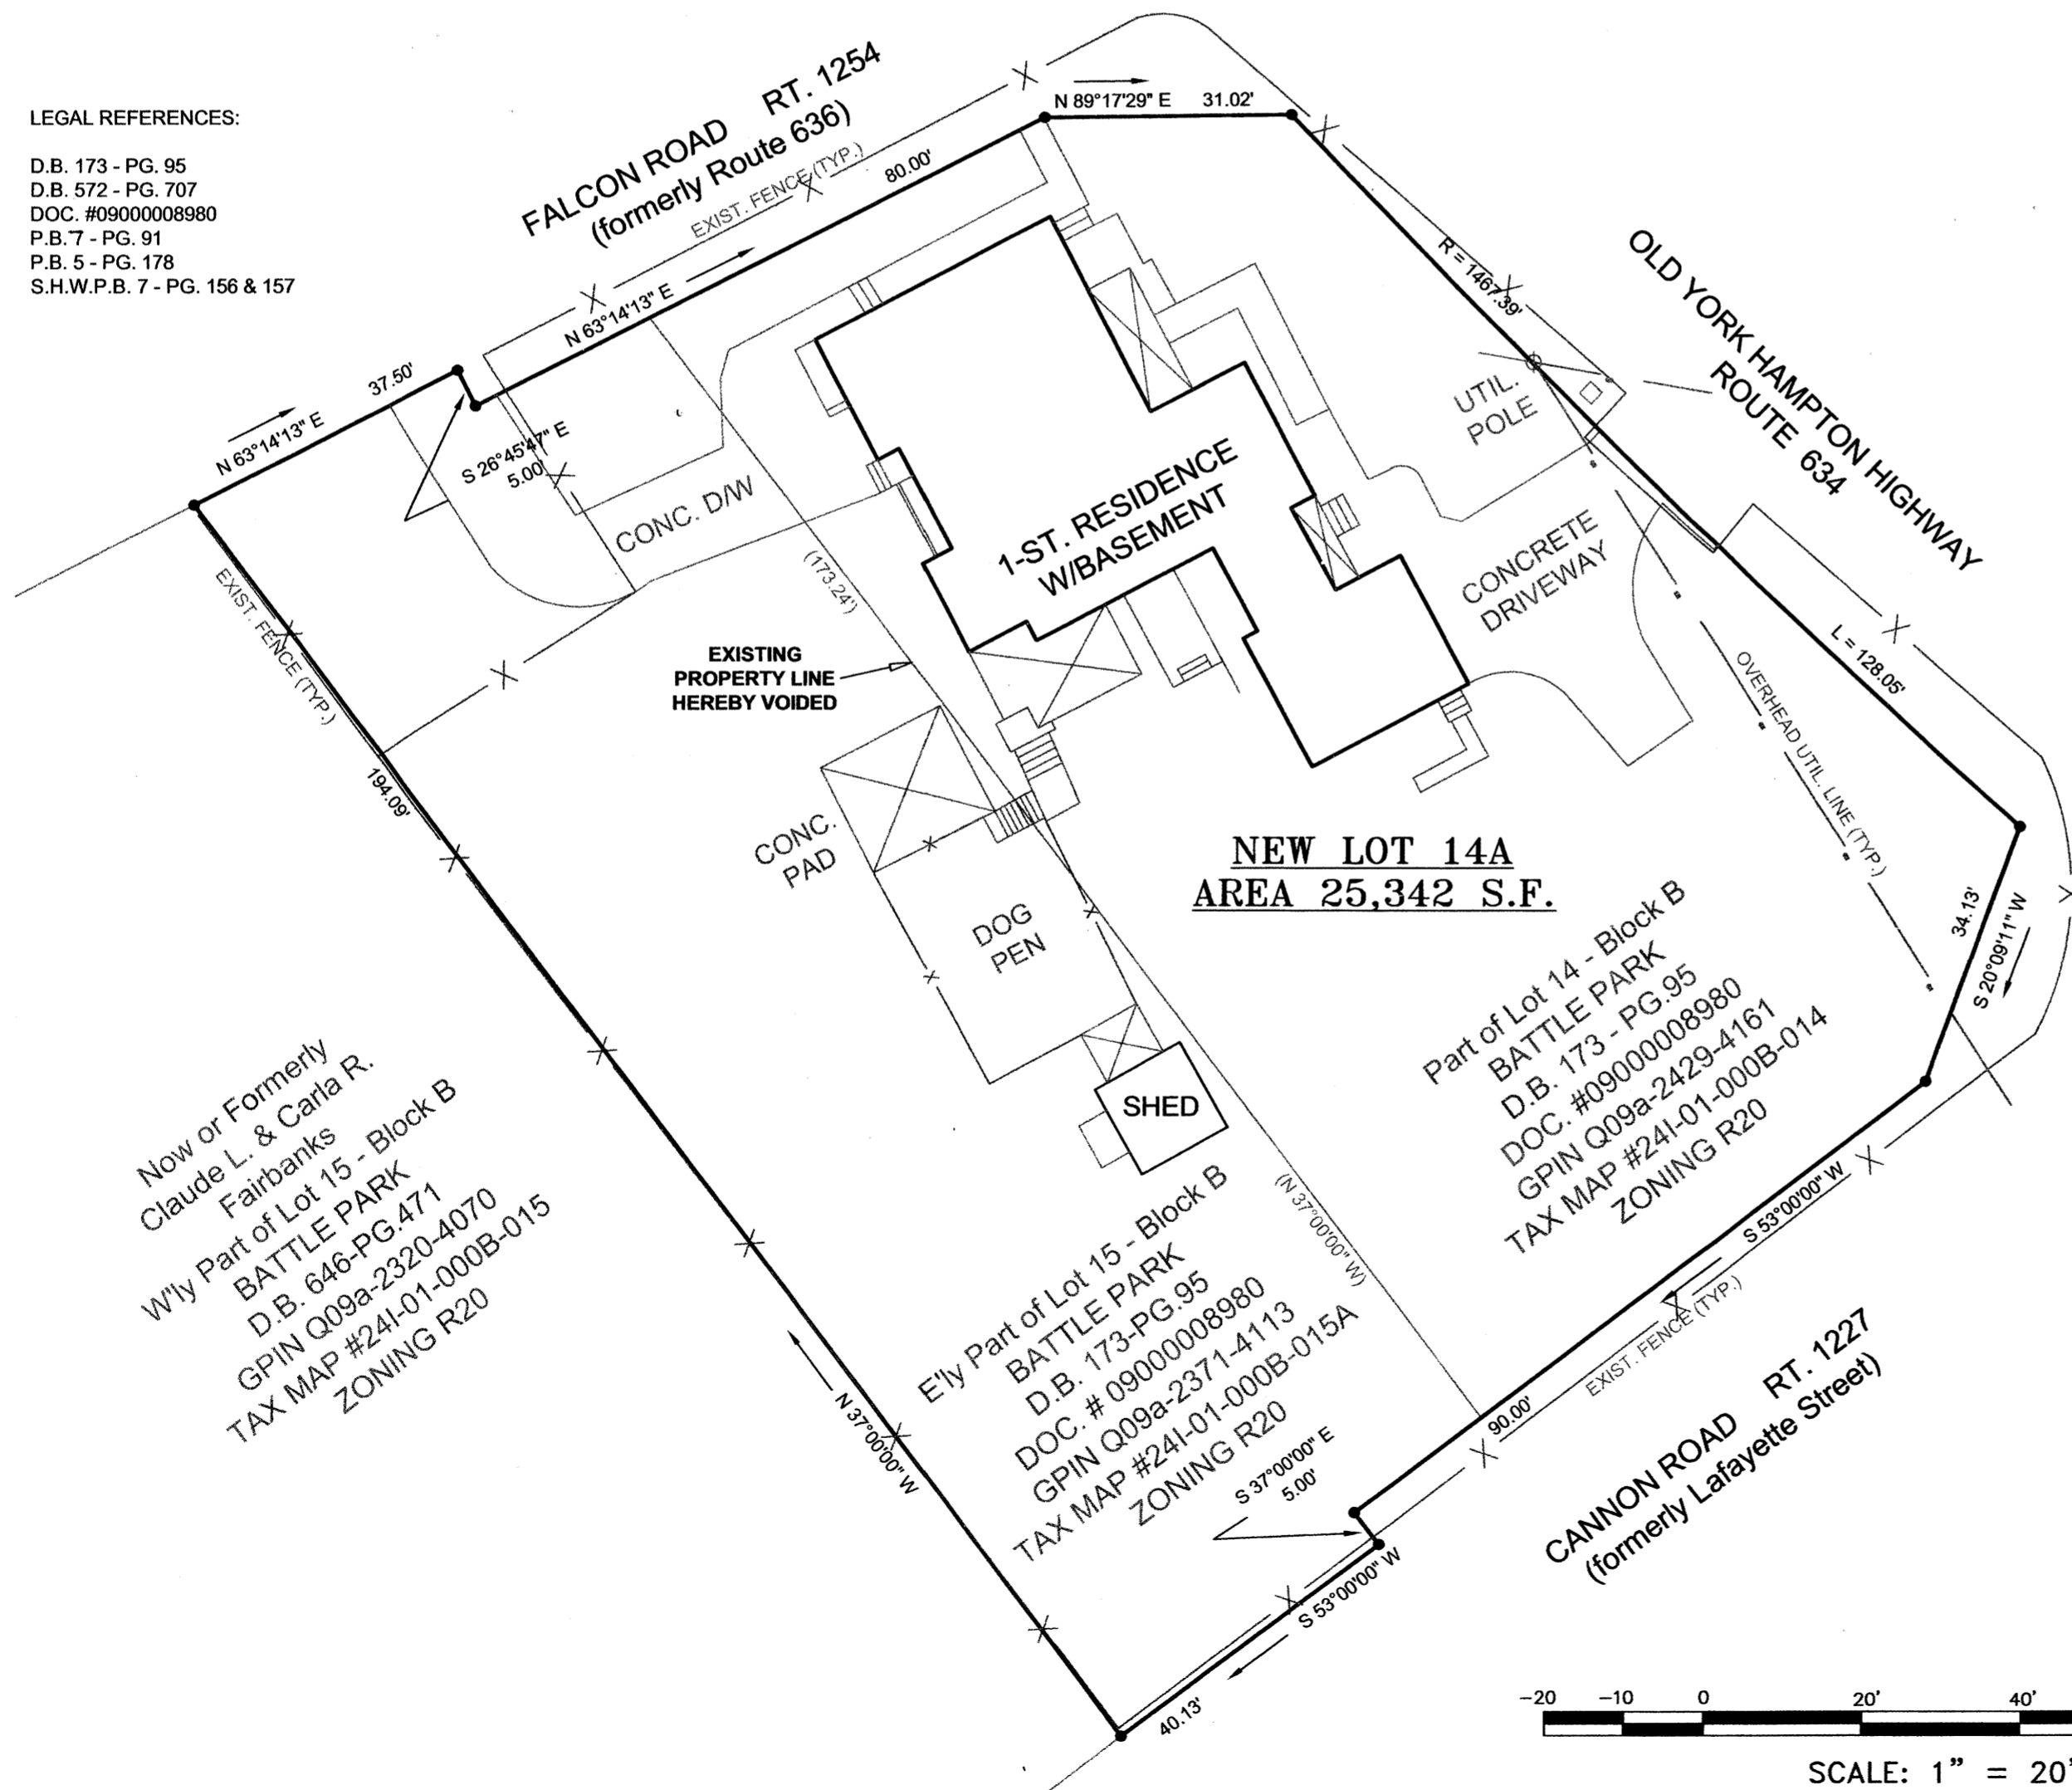 LEGAL REFERENCES:
D.B. 173 - PG. 95
D.B. 572 - PG. 707
DOC. #09000008980
P.B. 7 - PG. 91
P.B. 5 - PG. 178
S.H.W.P.B. 7 - PG. 156 & 157
FALCON ROAD RT. 1254
(formerly Route 636)
EXIST. FENCE (TYP.)
80.00'
N 63°14'13" E
N 89°17'29" E 31.02'
37.50'
N 63°14'13" E
S 26°45'47" E
5.00'
R = 1467.39'
OLD YORK HAMPTON HIGHWAY
ROUTE 634
UTIL.
POLE
CONC. D/W
1-ST. RESIDENCE
W/BASEMENT
CONCRETE
DRIVEWAY
(173.24')
EXIST. FENCE (TYP.)
EXISTING
PROPERTY LINE
HEREBY VOIDED
L = 128.05'
OVERHEAD UTIL. LINE (TYP.)
194.09'
CONC.
PAD
NEW LOT 14A
AREA 25,342 S.F.
DOG
PEN
34.13'
S 20°09'11" W
SHED
Part of Lot 14 - Block B
BATTLE PARK
D.B. 173 - PG.95
DOC. #09000008980
GPIN Q09a-2429-4161
TAX MAP #24I-01-000B-014
ZONING R20
Now or Formerly
Claude L. & Carla R.
Fairbanks
W'ly Part of Lot 15 - Block B
BATTLE PARK
D.B. 646-PG.471
GPIN Q09a-2320-4070
TAX MAP #24I-01-000B-015
ZONING R20
E'ly Part of Lot 15 - Block B
BATTLE PARK
D.B. 173-PG.95
DOC. # 09000008980
GPIN Q09a-2371-4113
TAX MAP #24I-01-000B-015A
ZONING R20
(N 37°00'00" W)
S 53°00'00" W
EXIST. FENCE (TYP.)
90.00'
N 37°00'00" W
S 37°00'00" E
5.00'
CANNON ROAD RT. 1227
(formerly Lafayette Street)
S 53°00'00" W
40.13'
-20 -10 0 20' 40'
SCALE: 1" = 20'